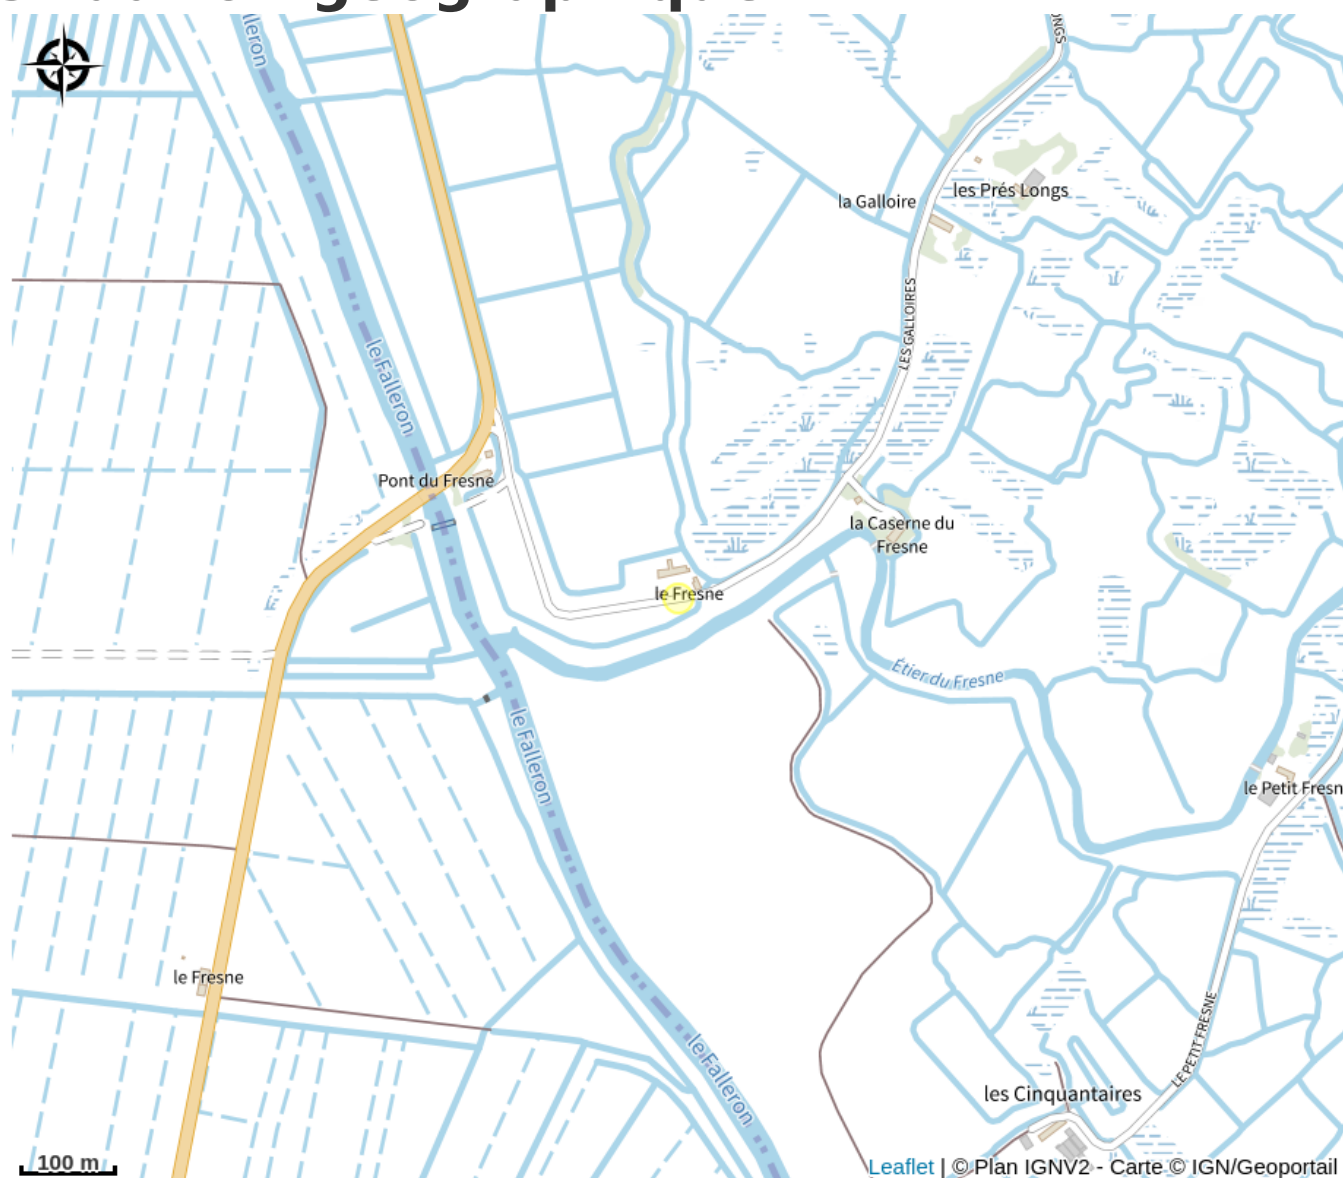 ONGS
lleron
les Prés Longs
la Galloire
LES GALLOIRES
le Falleron
Pont du Fresne
la Caserne du
Fresne
le Fresne
Étier du Fresne
le Falleron
le Petit Fresn
le Fresne
LE PETIT FRESNE
le Falleron
les Cinquantaires
100 m
Leaflet | © Plan IGNV2 - Carte © IGN/Geoportail